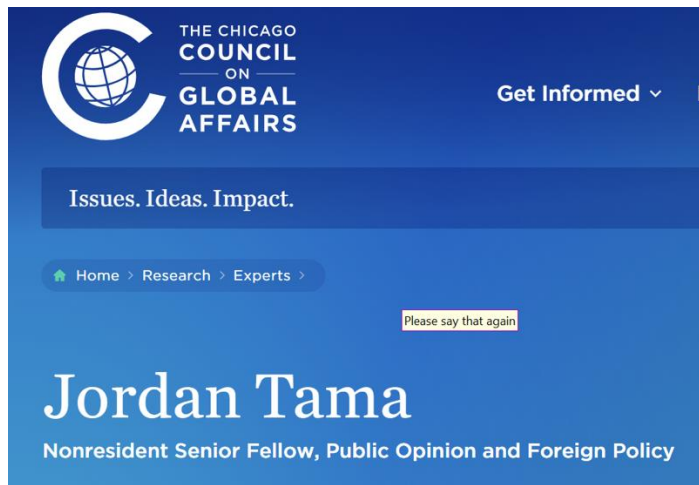 THE CHICAGO
COUNCIL
ON
GLOBAL
AFFAIRS
Get Informed
Issues. Ideas. Impact.
Home > Research > Experts >
Please say that again
Jordan Tama
Nonresident Senior Fellow, Public Opinion and Foreign Policy